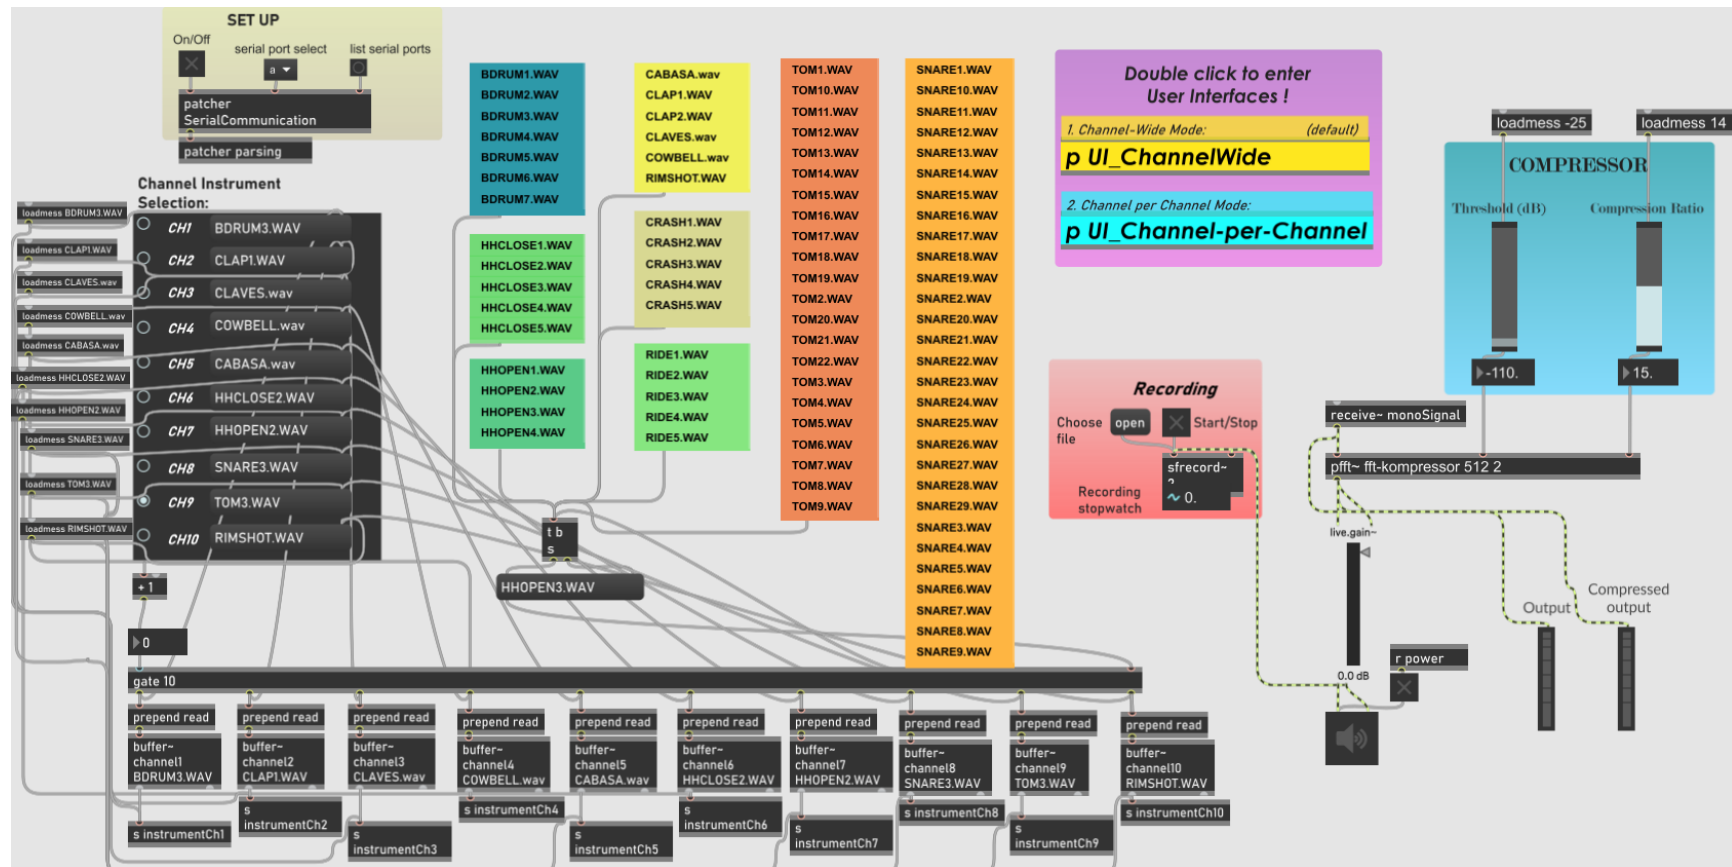 SET UP
On/Off
serial port select
list serial ports
a
patcher
SerialCommunication
patcher parsing
Channel Instrument
Selection:
loadmess BDRUM3.WAV
loadmess CLAP1.WAV
loadmess CLAVES.wav
loadmess COWBELL.wav
loadmess CABASA.wav
loadmess HHCLOSE2.WAV
loadmess HHOPEN2.WAV
loadmess SNARE3.WAV
loadmess TOM3.WAV
loadmess RIMSHOT.WAV
CH1 BDRUM3.WAV
CH2 CLAP1.WAV
CH3 CLAVES.wav
CH4 COWBELL.wav
CH5 CABASA.wav
CH6 HHCLOSE2.WAV
CH7 HHOPEN2.WAV
CH8 SNARE3.WAV
CH9 TOM3.WAV
CH10 RIMSHOT.WAV
+ 1
0
BDRUM1.WAV
BDRUM2.WAV
BDRUM3.WAV
BDRUM4.WAV
BDRUM5.WAV
BDRUM6.WAV
BDRUM7.WAV
HHCLOSE1.WAV
HHCLOSE2.WAV
HHCLOSE3.WAV
HHCLOSE4.WAV
HHCLOSE5.WAV
HHOPEN1.WAV
HHOPEN2.WAV
HHOPEN3.WAV
HHOPEN4.WAV
CABASA.wav
CLAP1.WAV
CLAP2.WAV
CLAVES.wav
COWBELL.wav
RIMSHOT.WAV
CRASH1.WAV
CRASH2.WAV
CRASH3.WAV
CRASH4.WAV
CRASH5.WAV
RIDE1.WAV
RIDE2.WAV
RIDE3.WAV
RIDE4.WAV
RIDE5.WAV
t b
s
HHOPEN3.WAV
TOM1.WAV
TOM10.WAV
TOM11.WAV
TOM12.WAV
TOM13.WAV
TOM14.WAV
TOM15.WAV
TOM16.WAV
TOM17.WAV
TOM18.WAV
TOM19.WAV
TOM2.WAV
TOM20.WAV
TOM21.WAV
TOM22.WAV
TOM3.WAV
TOM4.WAV
TOM5.WAV
TOM6.WAV
TOM7.WAV
TOM8.WAV
TOM9.WAV
SNARE1.WAV
SNARE10.WAV
SNARE11.WAV
SNARE12.WAV
SNARE13.WAV
SNARE14.WAV
SNARE15.WAV
SNARE16.WAV
SNARE17.WAV
SNARE18.WAV
SNARE19.WAV
SNARE2.WAV
SNARE20.WAV
SNARE21.WAV
SNARE22.WAV
SNARE23.WAV
SNARE24.WAV
SNARE25.WAV
SNARE26.WAV
SNARE27.WAV
SNARE28.WAV
SNARE29.WAV
SNARE3.WAV
SNARE4.WAV
SNARE5.WAV
SNARE6.WAV
SNARE7.WAV
SNARE8.WAV
SNARE9.WAV
Double click to enter
User Interfaces !
1. Channel-Wide Mode: (default)
p UI_ChannelWide
2. Channel per Channel Mode:
p UI_Channel-per-Channel
loadmess -25
loadmess 14
COMPRESSOR
Threshold (dB)
Compression Ratio
-110.
15.
Recording
Choose
file
open
Start/Stop
sfrecord~
Recording
stopwatch
0.
receive~ monoSignal
pfft~ fft-kompressor 512 2
live.gain~
0.0 dB
r power
Output
Compressed
output
gate 10
prepend read
prepend read
prepend read
prepend read
prepend read
prepend read
prepend read
prepend read
prepend read
prepend read
buffer~
channel1
BDRUM3.WAV
buffer~
channel2
CLAP1.WAV
buffer~
channel3
CLAVES.wav
buffer~
channel4
COWBELL.wav
buffer~
channel5
CABASA.wav
buffer~
channel6
HHCLOSE2.WAV
buffer~
channel7
HHOPEN2.WAV
buffer~
channel8
SNARE3.WAV
buffer~
channel9
TOM3.WAV
buffer~
channel10
RIMSHOT.WAV
s instrumentCh1
s
instrumentCh2
s
instrumentCh3
s instrumentCh4
s
instrumentCh5
s
instrumentCh6
s
instrumentCh7
s instrumentCh8
s
instrumentCh9
s instrumentCh10